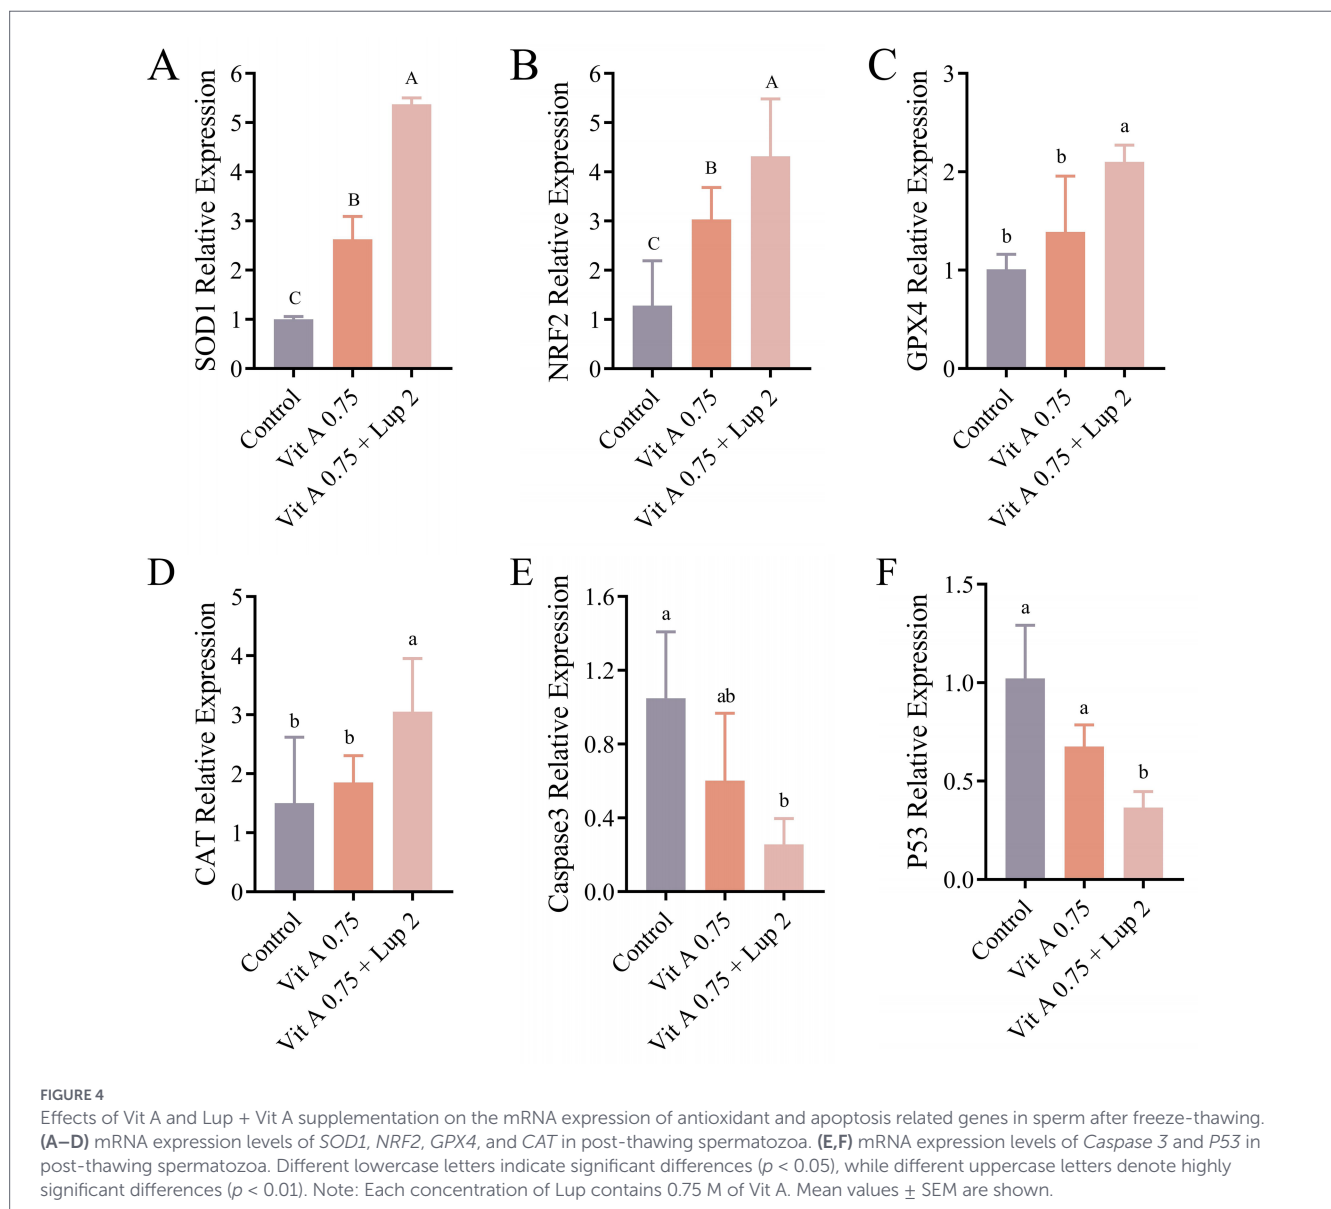 A
SOD1 Relative Expression
6
5
4
3
2
1
0
C
B
A
Control
Vit A 0.75
Vit A 0.75 + Lup 2
B
NRF2 Relative Expression
6
5
4
3
2
1
0
C
B
A
Control
Vit A 0.75
Vit A 0.75 + Lup 2
C
GPX4 Relative Expression
3
2
1
0
b
b
a
Control
Vit A 0.75
Vit A 0.75 + Lup 2
D
CAT Relative Expression
5
4
3
2
1
0
b
b
a
Control
Vit A 0.75
Vit A 0.75 + Lup 2
E
Caspase3 Relative Expression
1.6
1.2
0.8
0.4
0.0
a
ab
b
Control
Vit A 0.75
Vit A 0.75 + Lup 2
F
P53 Relative Expression
1.5
1.0
0.5
0.0
a
a
b
Control
Vit A 0.75
Vit A 0.75 + Lup 2
FIGURE 4
Effects of Vit A and Lup + Vit A supplementation on the mRNA expression of antioxidant and apoptosis related genes in sperm after freeze-thawing.
(A–D) mRNA expression levels of SOD1, NRF2, GPX4, and CAT in post-thawing spermatozoa. (E,F) mRNA expression levels of Caspase 3 and P53 in
post-thawing spermatozoa. Different lowercase letters indicate significant differences (p < 0.05), while different uppercase letters denote highly
significant differences (p < 0.01). Note: Each concentration of Lup contains 0.75 M of Vit A. Mean values ± SEM are shown.